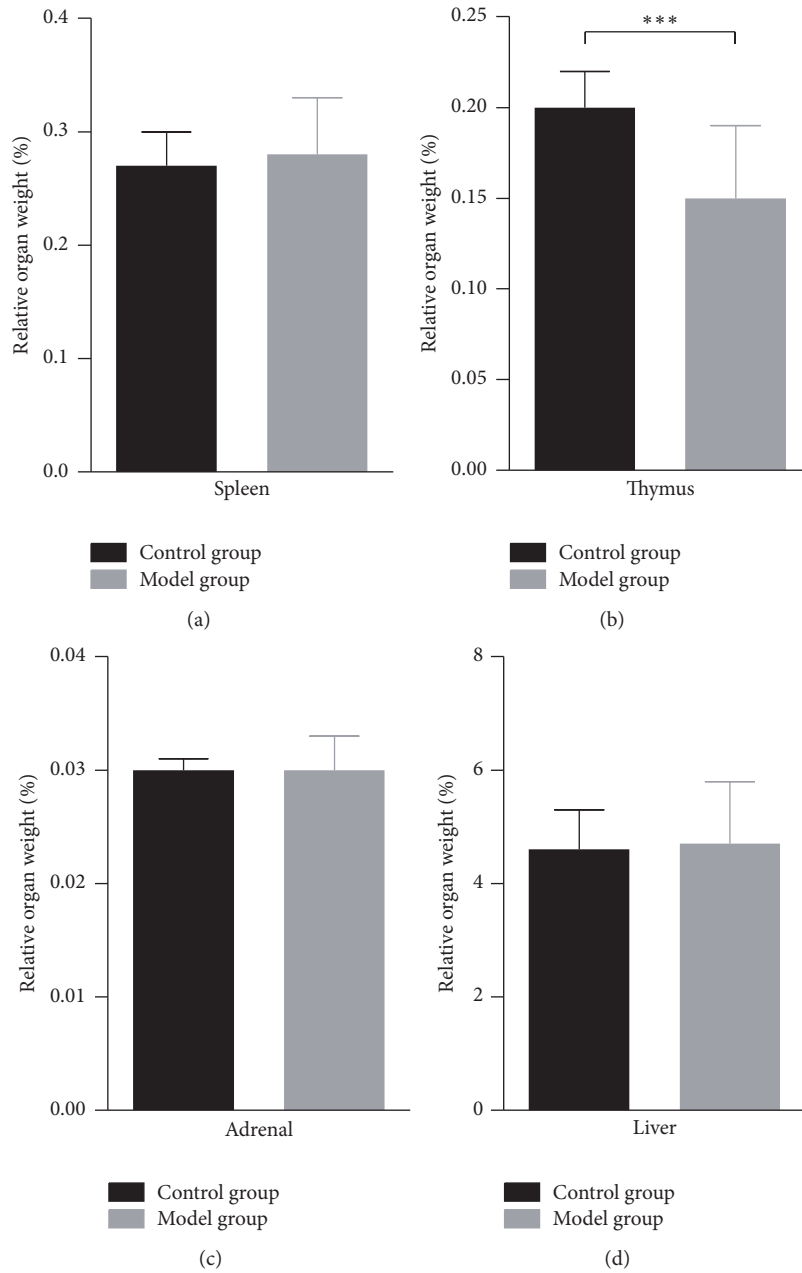 Relative organ weight (%)
0.4
0.3
0.2
0.1
0.0
Spleen
Control group
Model group
(a)
Relative organ weight (%)
0.25
0.20
0.15
0.10
0.05
0.00
***
Thymus
Control group
Model group
(b)
Relative organ weight (%)
0.04
0.03
0.02
0.01
0.00
Adrenal
Control group
Model group
(c)
Relative organ weight (%)
8
6
4
2
0
Liver
Control group
Model group
(d)